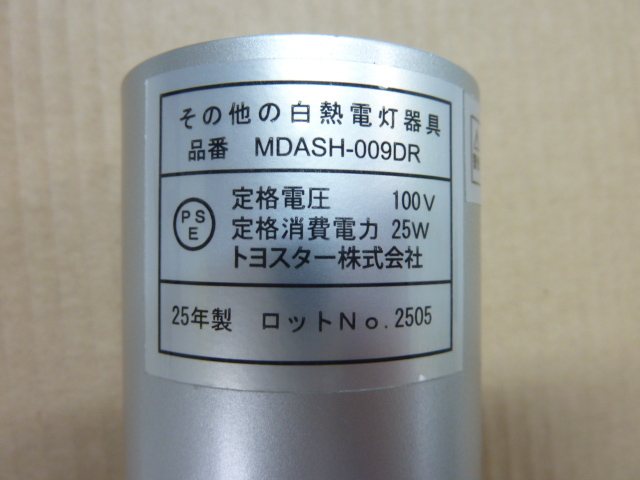 その他の白熱電灯器具
品番 MDASH-009DR
PS
E
定格電圧 100V
定格消費電力 25W
トヨスター株式会社
25年製 ロットNo.2505